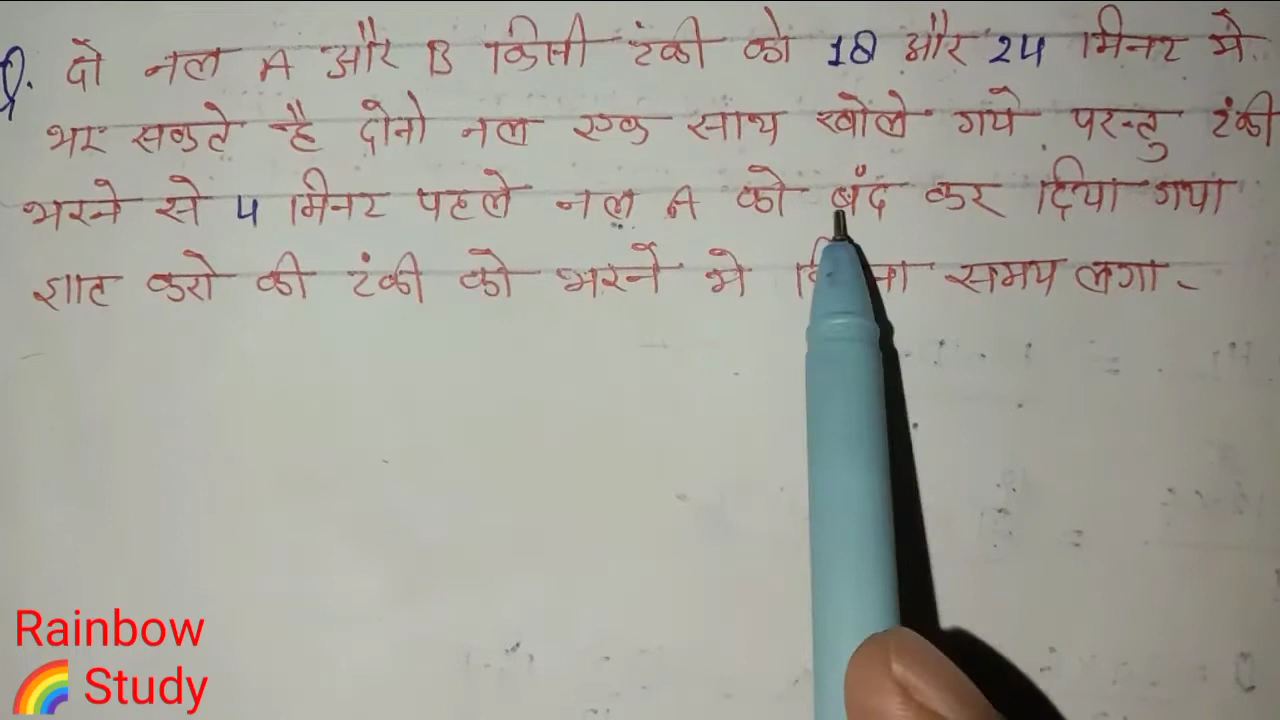 प्र. दो नल A और B किसी टंकी को 18 और 24 मिनट मे
भर सकते है दोनो नल एक साथ खोले गये परन्तु टंकी
भरने से 4 मिनट पहले नल A को बंद कर दिया गया
ज्ञात करो की टंकी को भरने मे समय लगा -
Rainbow
Study